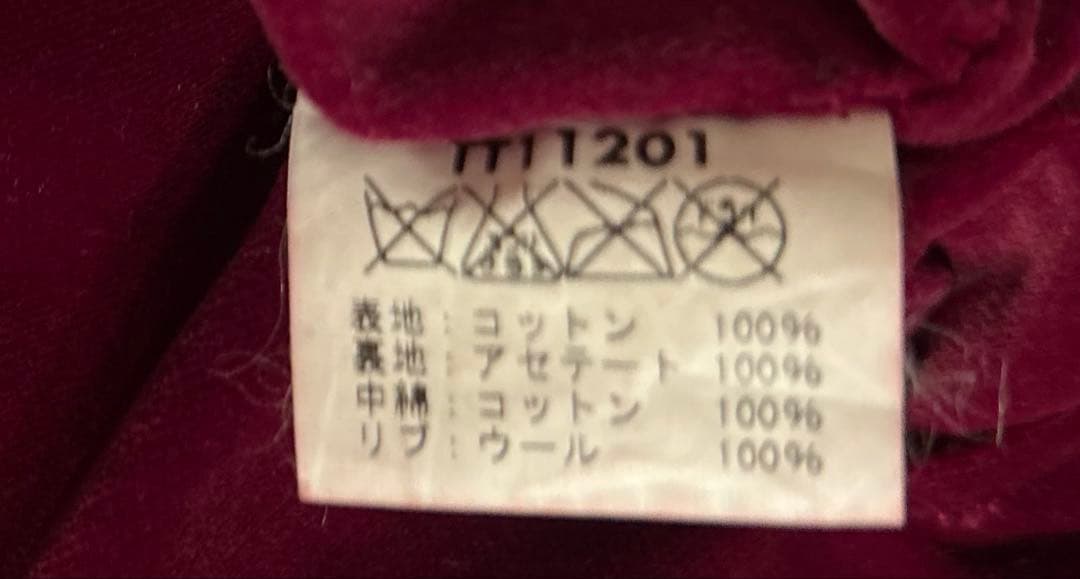 11201
表地：コットン 100%
裏地：アセテート 100%
中綿：コットン 100%
リブ：ウール 100%